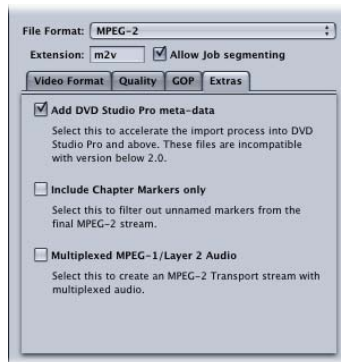 File Format: MPEG-2
Extension: m2v Allow Job segmenting
Video Format Quality GOP Extras
Add DVD Studio Pro meta-data
Select this to accelerate the import process into DVD
Studio Pro and above. These files are incompatible
with version below 2.0.
Include Chapter Markers only
Select this to filter out unnamed markers from the
final MPEG-2 stream.
Multiplexed MPEG-1/Layer 2 Audio
Select this to create an MPEG-2 Transport stream with
multiplexed audio.